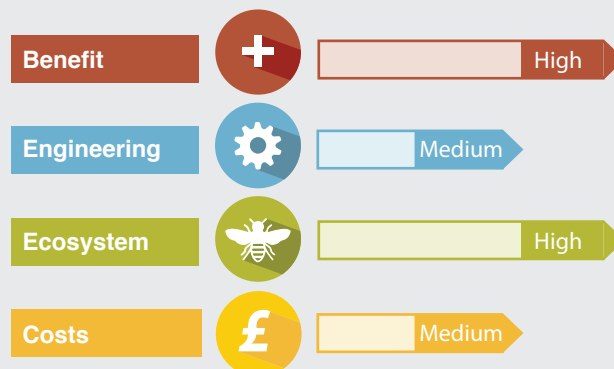 Benefit
High
Engineering
Medium
Ecosystem
High
Costs
£
Medium